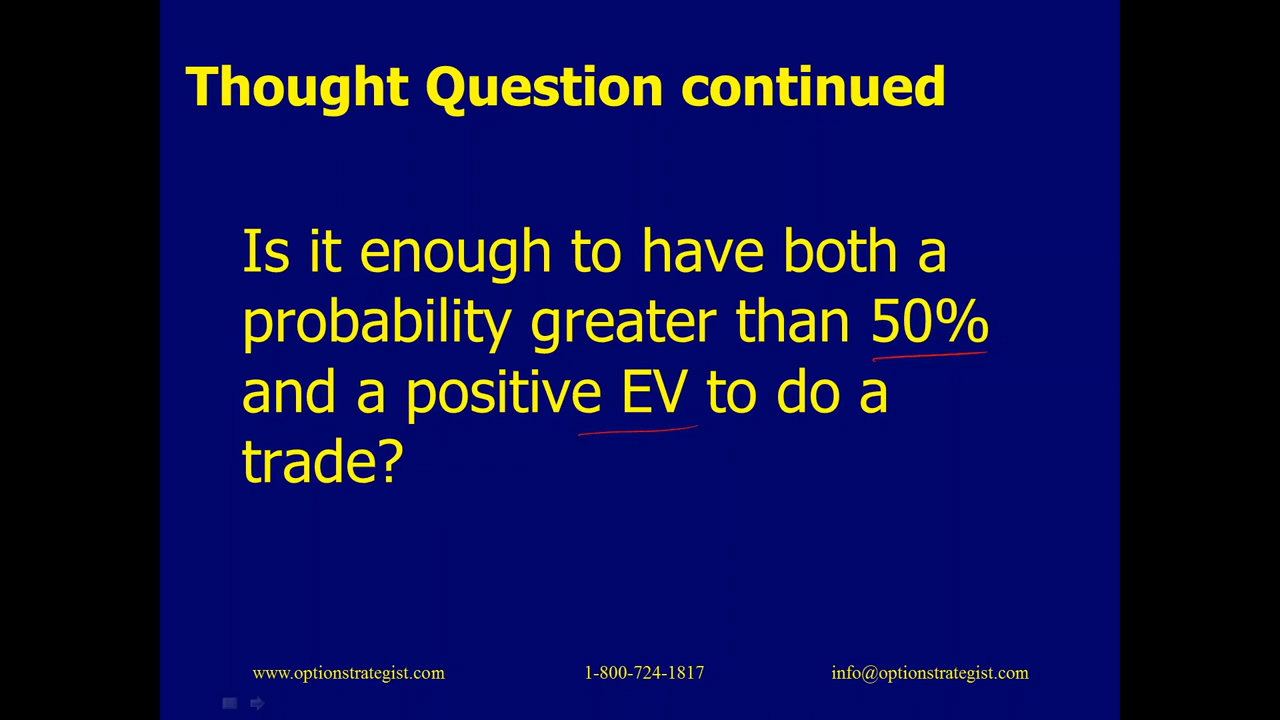 Thought Question continued
Is it enough to have both a
probability greater than 50%
and a positive EV to do a
trade?
www.optionstrategist.com 1-800-724-1817 info@optionstrategist.com